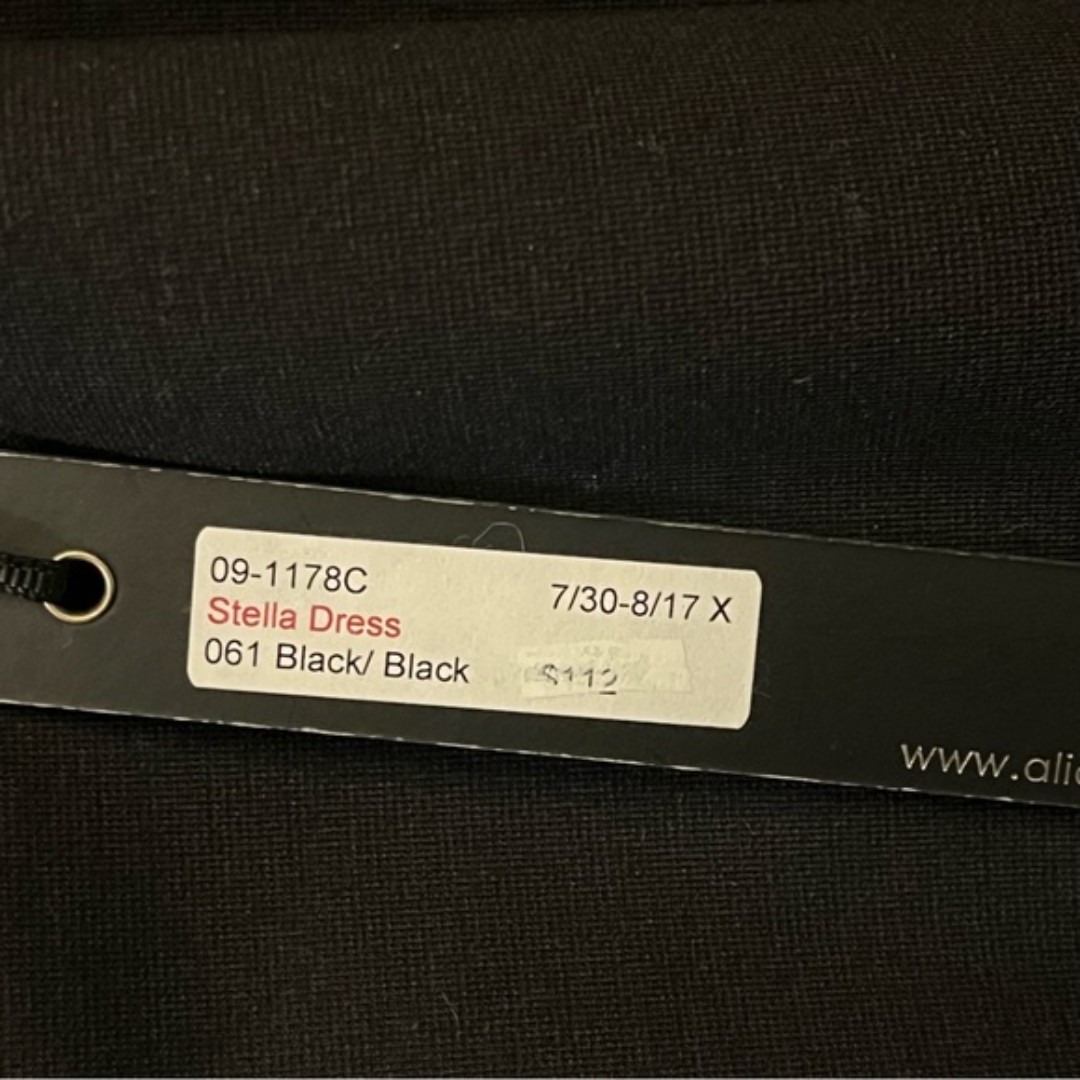 09-1178C 7/30-8/17 X
Stella Dress
061 Black/ Black $112
www.ali